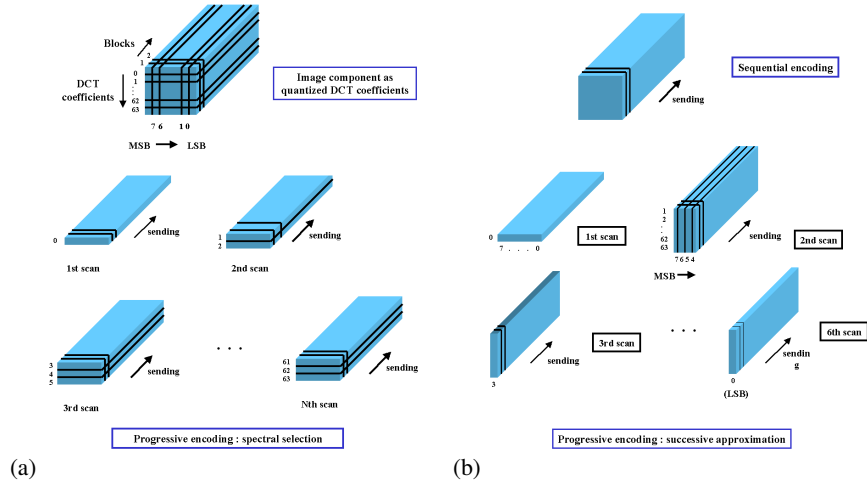 Blocks
2
1
0
1
.
.
.
62
63
DCT
coefficients
7 6 1 0
MSB LSB
Image component as
quantized DCT coefficients
0
sending
1st scan
1
2
sending
2nd scan
3
4
5
sending
3rd scan
. . .
61
62
63
sending
Nth scan
Progressive encoding : spectral selection
(a)
Sequential encoding
sending
0
7 . . . . 0
sending
1st scan
1
2
.
.
62
63
7 6 5 4
MSB
sending
2nd scan
3
sending
3rd scan
. . .
0
(LSB)
sendin
g
6th scan
Progressive encoding : successive approximation
(b)